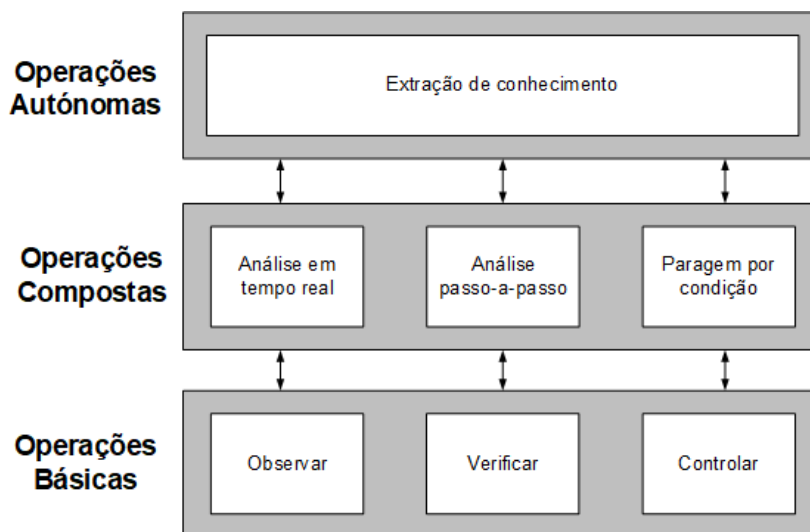 Operações
Autónomas
Extração de conhecimento
Operações
Compostas
Análise em
tempo real
Análise
passo-a-passo
Paragem por
condição
Operações
Básicas
Observar
Verificar
Controlar